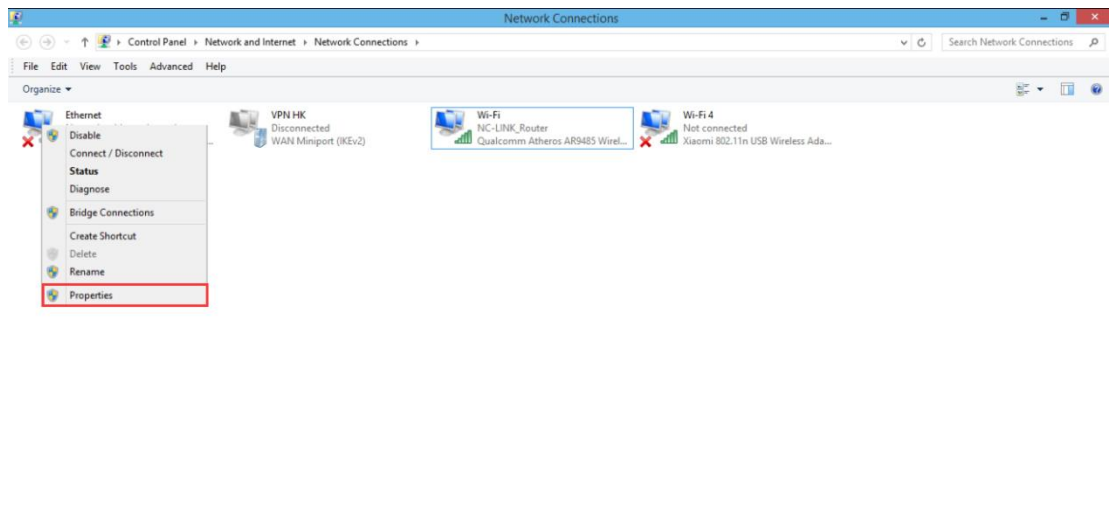 Network Connections
Control Panel Network and Internet Network Connections
Search Network Connections
File Edit View Tools Advanced Help
Organize
Ethernet
Disable
Connect / Disconnect
Status
Diagnose
Bridge Connections
Create Shortcut
Delete
Rename
Properties
VPN HK
Disconnected
WAN Miniport (IKEv2)
Wi-Fi
NC-LINK_Router
Qualcomm Atheros AR9485 Wirel...
Wi-Fi 4
Not connected
Xiaomi 802.11n USB Wireless Ada...